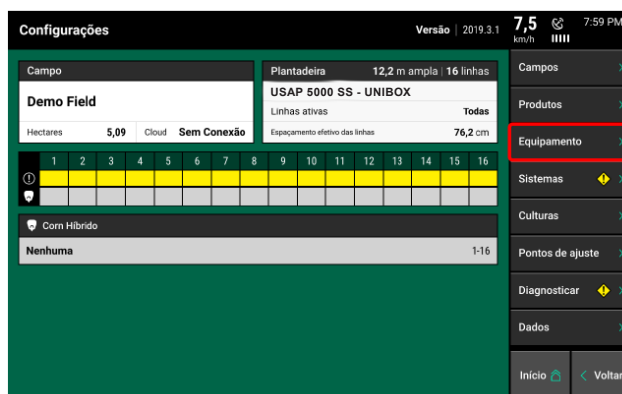 Configurações
Versão | 2019.3.1
7,5
km/h
7:59 PM
Campo
Demo Field
Hectares 5,09 Cloud Sem Conexão
Plantadeira 12,2 m ampla | 16 linhas
USAP 5000 SS - UNIBOX
Linhas ativas Todas
Espaçamento efetivo das linhas 76,2 cm
1 2 3 4 5 6 7 8 9 10 11 12 13 14 15 16
Corn Híbrido
Nenhuma 1-16
Campos
Produtos
Equipamento
Sistemas
Culturas
Pontos de ajuste
Diagnosticar
Dados
Início
Voltar